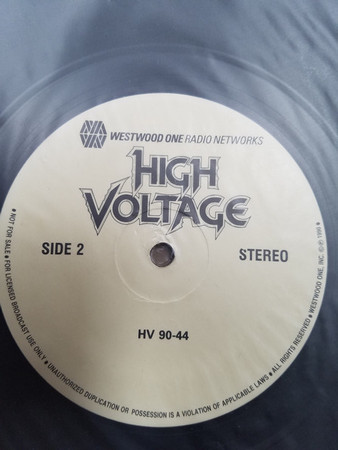 WESTWOOD ONE RADIO NETWORKS
HIGH
VOLTAGE
SIDE 2
STEREO
HV 90-44
• NOT FOR SALE • FOR LICENSED BROADCAST USE ONLY • UNAUTHORIZED DUPLICATION OR POSSESSION IS A VIOLATION OF APPLICABLE LAWS • ALL RIGHTS RESERVED • WESTWOOD ONE, INC. © ℗ 1990 •